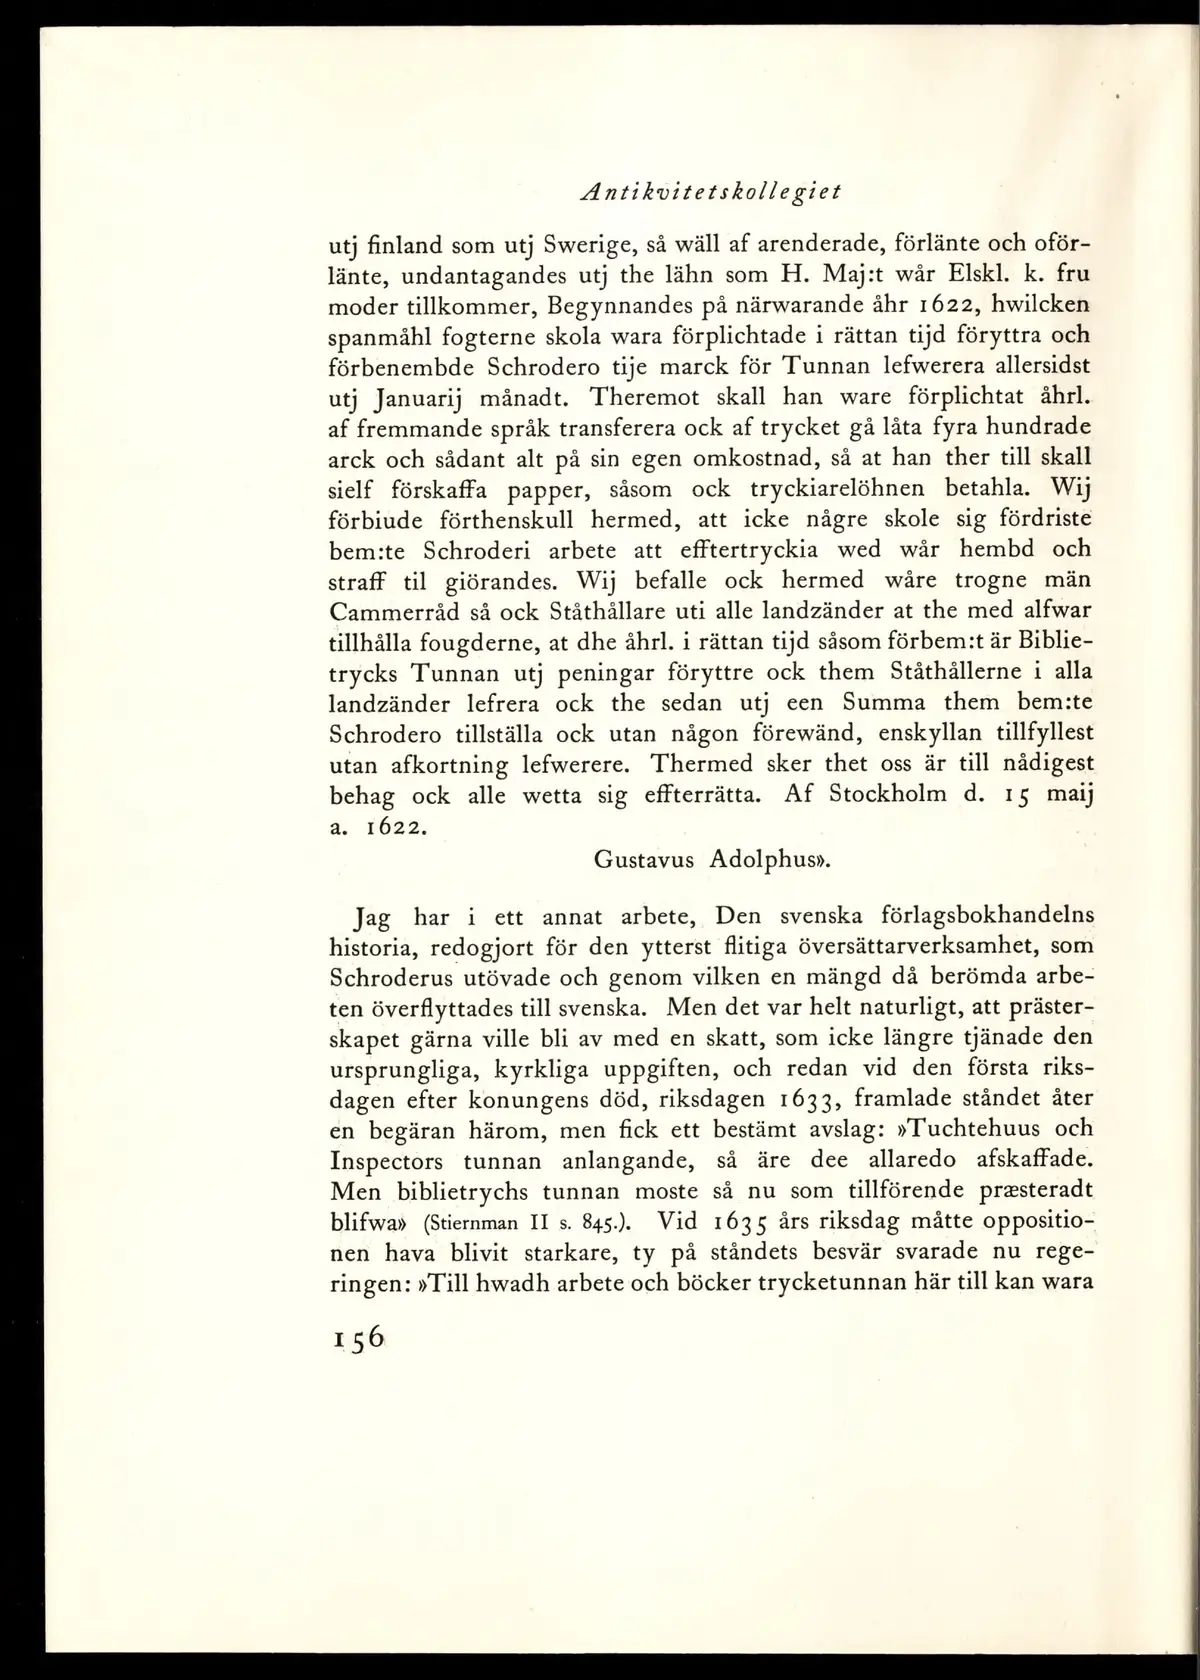 Antikvitetskollegiet
utj finland som utj Swerige, så wäll af arenderade, förlänte och oför-
länte, undantagandes utj the lähn som H. Maj:t wår Elskl. k. fru
moder tillkommer, Begynnandes på närwarande åhr 1622, hwilcken
spanmåhl fogterne skola wara förplichtade i rättan tijd föryttra och
förbenembde Schrodero tije marck för Tunnan lefwerera allersidst
utj Januarij månadt. Theremot skall han ware förplichtat åhrl.
af fremmande språk transferera ock af trycket gå låta fyra hundrade
arck och sådant alt på sin egen omkostnad, så at han ther till skall
sielf förskaffa papper, såsom ock tryckiarelöhnen betahla. Wij
förbiude förthenskull hermed, att icke någre skole sig fördriste
bem:te Schroderi arbete att efftertryckia wed wår hembd och
straff til giörandes. Wij befalle ock hermed wåre trogne män
Cammerråd så ock Ståthållare uti alle landzänder at the med alfwar
tillhålla fougderne, at dhe åhrl. i rättan tijd såsom förbem:t är Biblie-
trycks Tunnan utj peningar föryttre ock them Ståthållerne i alla
landzänder lefrera ock the sedan utj een Summa them bem:te
Schrodero tillställa ock utan någon förewänd, enskyllan tillfyllest
utan afkortning lefwerere. Thermed sker thet oss är till nådigest
behag ock alle wetta sig effterrätta. Af Stockholm d. 15 maij
a. 1622.
Gustavus Adolphus».
Jag har i ett annat arbete, Den svenska förlagsbokhandelns
historia, redogjort för den ytterst flitiga översättarverksamhet, som
Schroderus utövade och genom vilken en mängd då berömda arbe-
ten överflyttades till svenska. Men det var helt naturligt, att präster-
skapet gärna ville bli av med en skatt, som icke längre tjänade den
ursprungliga, kyrkliga uppgiften, och redan vid den första riks-
dagen efter konungens död, riksdagen 1633, framlade ståndet åter
en begäran härom, men fick ett bestämt avslag: »Tuchtehuus och
Inspectors tunnan anlangande, så äre dee allaredo afskaffade.
Men biblietrychs tunnan moste så nu som tillförende præsteradt
blifwa» (Stiernman II s. 845.). Vid 1635 års riksdag måtte oppositio-
nen hava blivit starkare, ty på ståndets besvär svarade nu rege-
ringen: »Till hwadh arbete och böcker trycketunnan här till kan wara
156